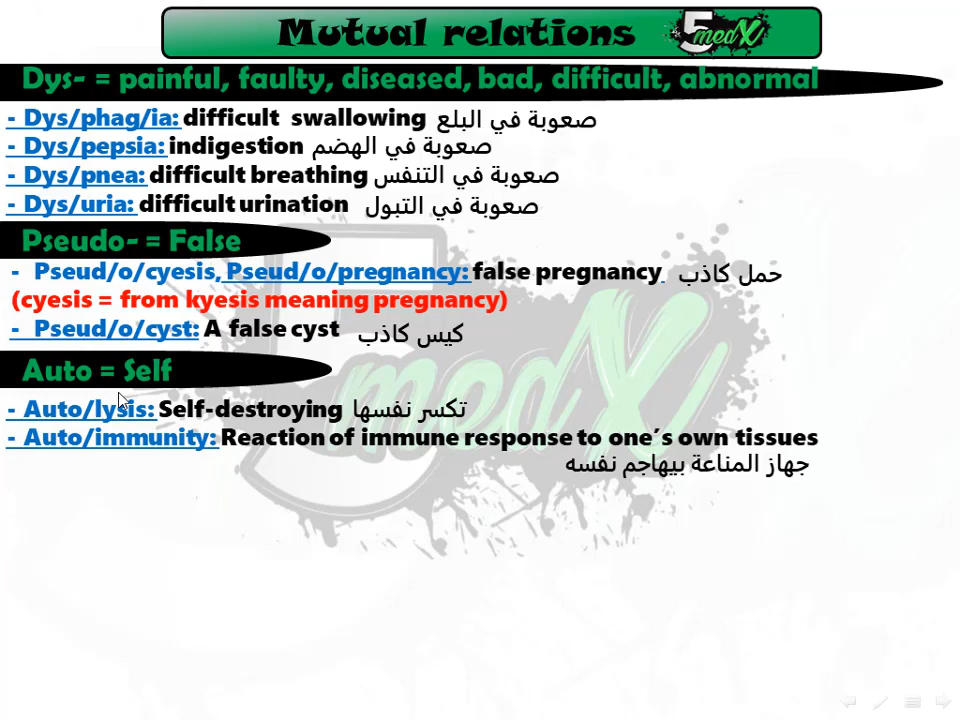 Mutual relations 5medX
Dys- = painful, faulty, diseased, bad, difficult, abnormal
- Dys/phag/ia: difficult swallowing صعوبة في البلع
- Dys/pepsia: indigestion صعوبة في الهضم
- Dys/pnea: difficult breathing صعوبة في التنفس
- Dys/uria: difficult urination صعوبة في التبول
Pseudo- = False
- Pseud/o/cyesis, Pseud/o/pregnancy: false pregnancy حمل كاذب
(cyesis = from kyesis meaning pregnancy)
- Pseud/o/cyst: A false cyst كيس كاذب
Auto = Self
- Auto/lysis: Self-destroying تكسر نفسها
- Auto/immunity: Reaction of immune response to one's own tissues
جهاز المناعة بيهاجم نفسه
5medX